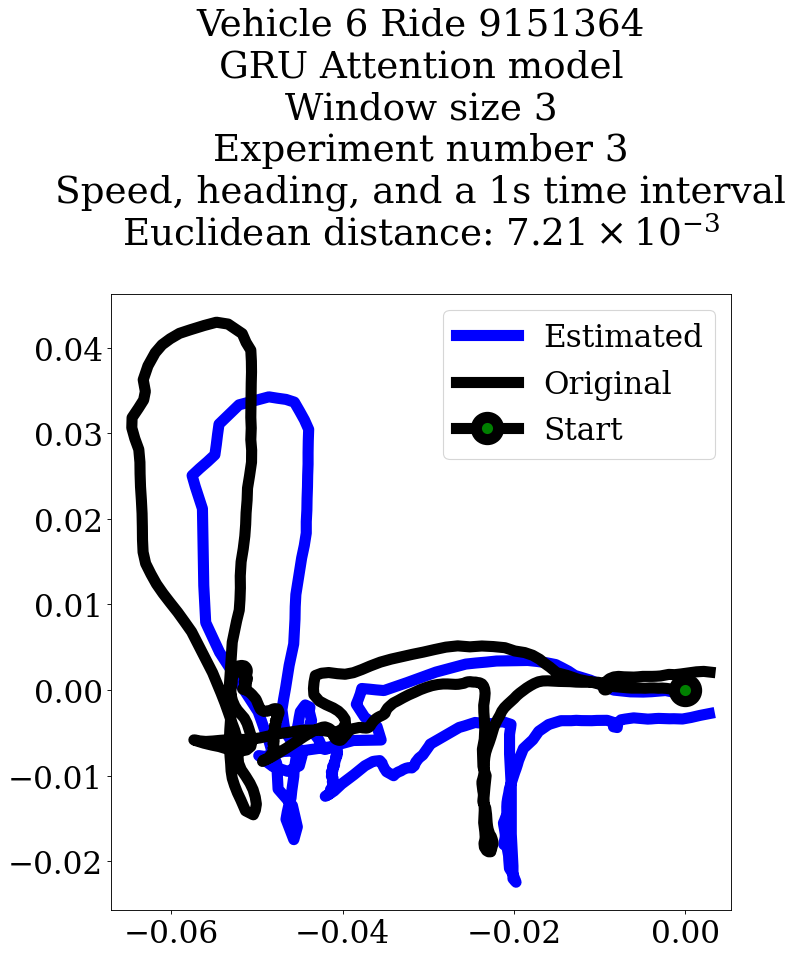 Vehicle 6 Ride 9151364
GRU Attention model
Window size 3
Experiment number 3
Speed, heading, and a 1s time interval
Euclidean distance: 7.21 × 10⁻³
Estimated
Original
Start
0.04
0.03
0.02
0.01
0.00
−0.01
−0.02
−0.06 −0.04 −0.02 0.00